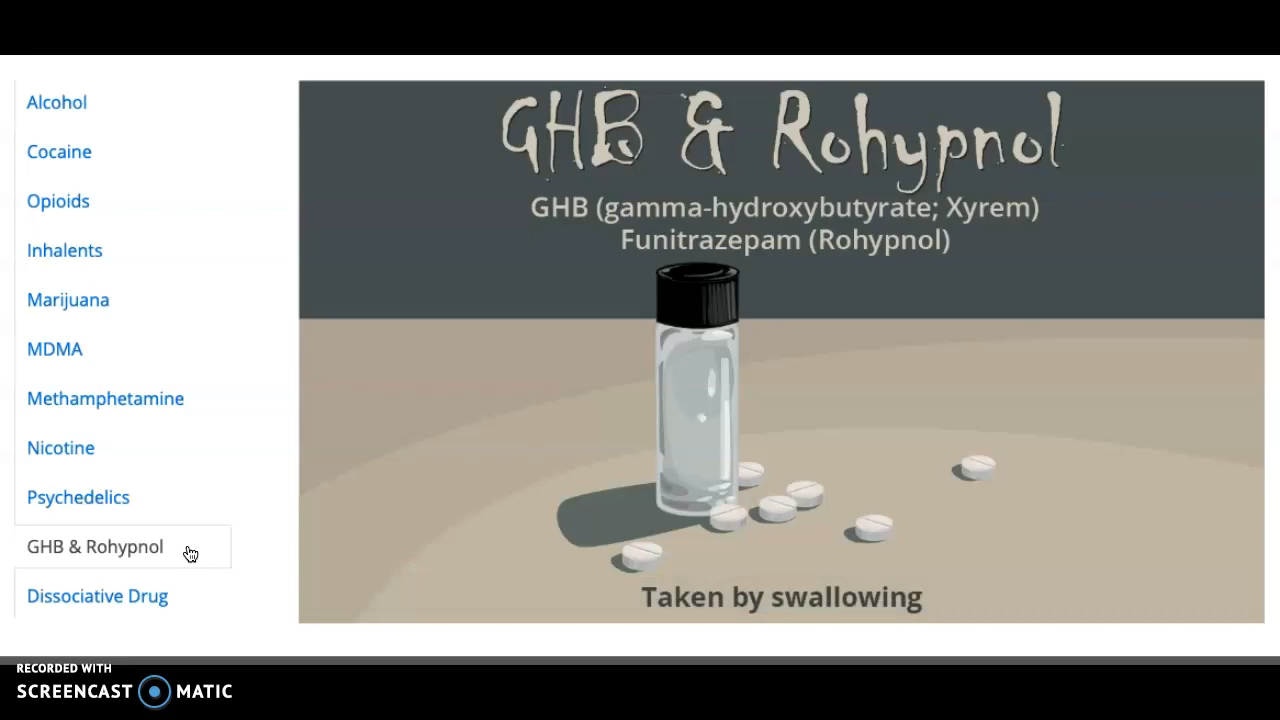 Alcohol
Cocaine
Opioids
Inhalents
Marijuana
MDMA
Methamphetamine
Nicotine
Psychedelics
GHB & Rohypnol
Dissociative Drug
GHB & Rohypnol
GHB (gamma-hydroxybutyrate; Xyrem)
Funitrazepam (Rohypnol)
Taken by swallowing
RECORDED WITH
SCREENCAST MATIC